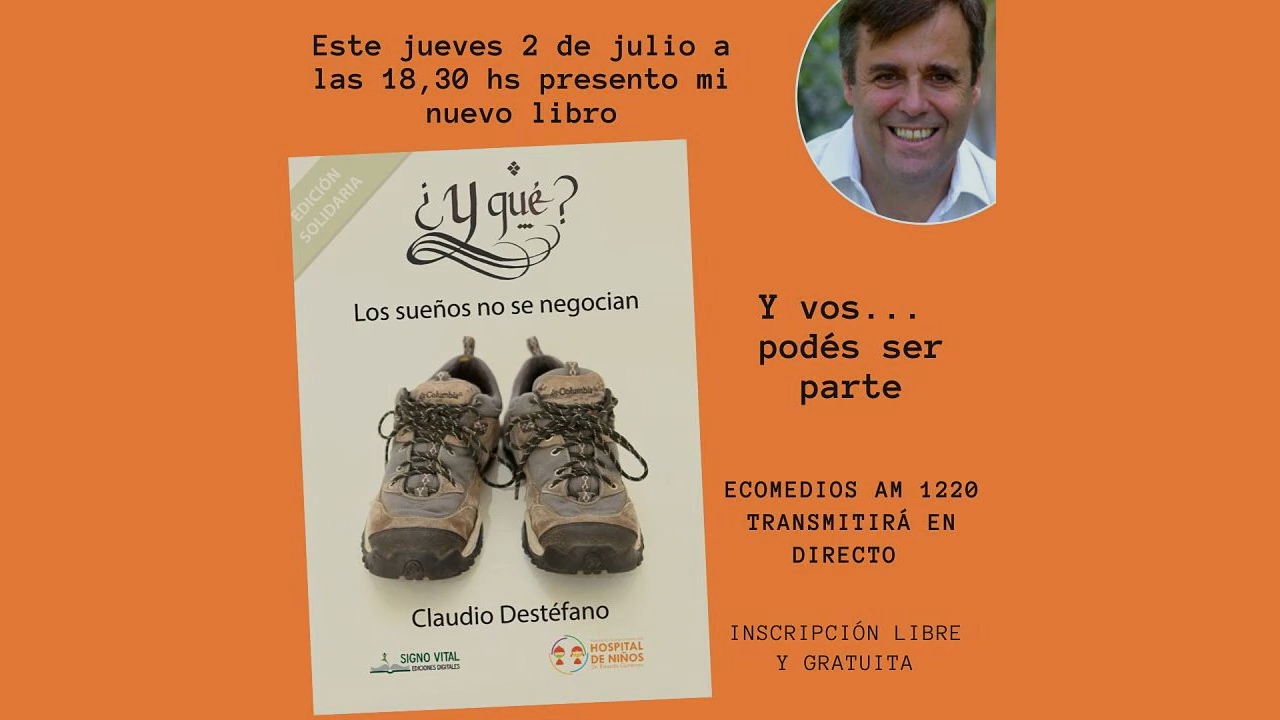 Este jueves 2 de julio a
las 18,30 hs presento mi
nuevo libro
EDICIÓN
SOLIDARIA
¿Y qué?
Los sueños no se negocian
Columbia
Columbia
Claudio Destéfano
SIGNO VITAL
EDICIONES DIGITALES
HOSPITAL
DE NIÑOS
Y vos...
podés ser
parte
ECOMEDIOS AM 1220
TRANSMITIRÁ EN
DIRECTO
INSCRIPCIÓN LIBRE
Y GRATUITA